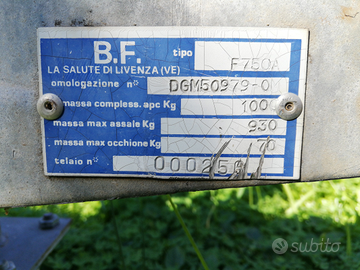 B.F. tipo F750A
LA SALUTE DI LIVENZA (VE)
omologazione n° DGM50979-0
massa compless. apc Kg 100
massa max assale Kg 930
massa max occhione Kg 70
telaio n°
subito